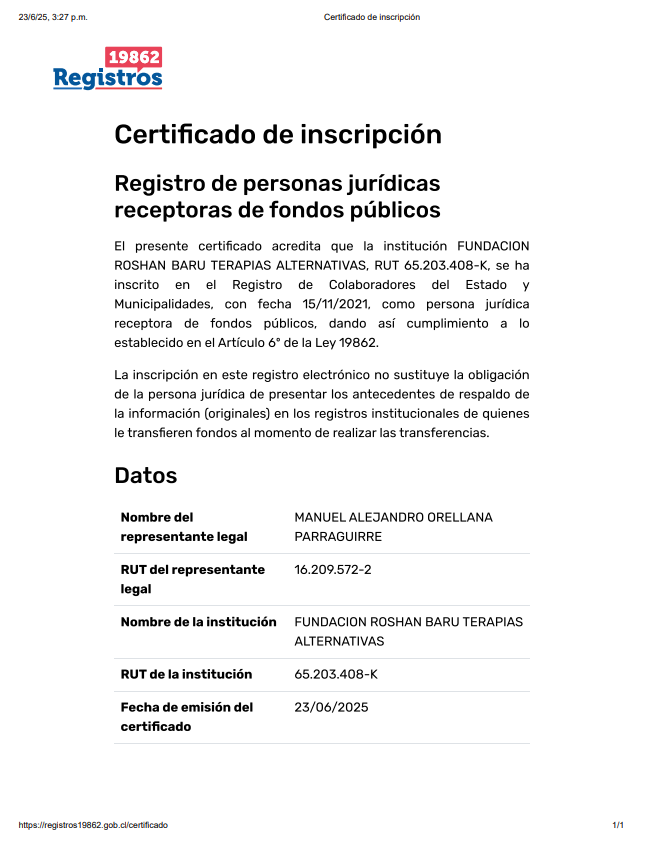 23/6/25, 3:27 p.m.
Certificado de inscripción
19862
Registros
Certificado de inscripción
Registro de personas jurídicas
receptoras de fondos públicos
El presente certificado acredita que la institución FUNDACION
ROSHAN BARU TERAPIAS ALTERNATIVAS, RUT 65.203.408-K, se ha
inscrito en el Registro de Colaboradores del Estado y
Municipalidades, con fecha 15/11/2021, como persona jurídica
receptora de fondos públicos, dando así cumplimiento a lo
establecido en el Artículo 6° de la Ley 19862.
La inscripción en este registro electrónico no sustituye la obligación
de la persona jurídica de presentar los antecedentes de respaldo de
la información (originales) en los registros institucionales de quienes
le transfieren fondos al momento de realizar las transferencias.
Datos
Nombre del
representante legal
MANUEL ALEJANDRO ORELLANA
PARRAGUIRRE
RUT del representante
legal
16.209.572-2
Nombre de la institución
FUNDACION ROSHAN BARU TERAPIAS
ALTERNATIVAS
RUT de la institución
65.203.408-K
Fecha de emisión del
certificado
23/06/2025
https://registros19862.gob.cl/certificado
1/1